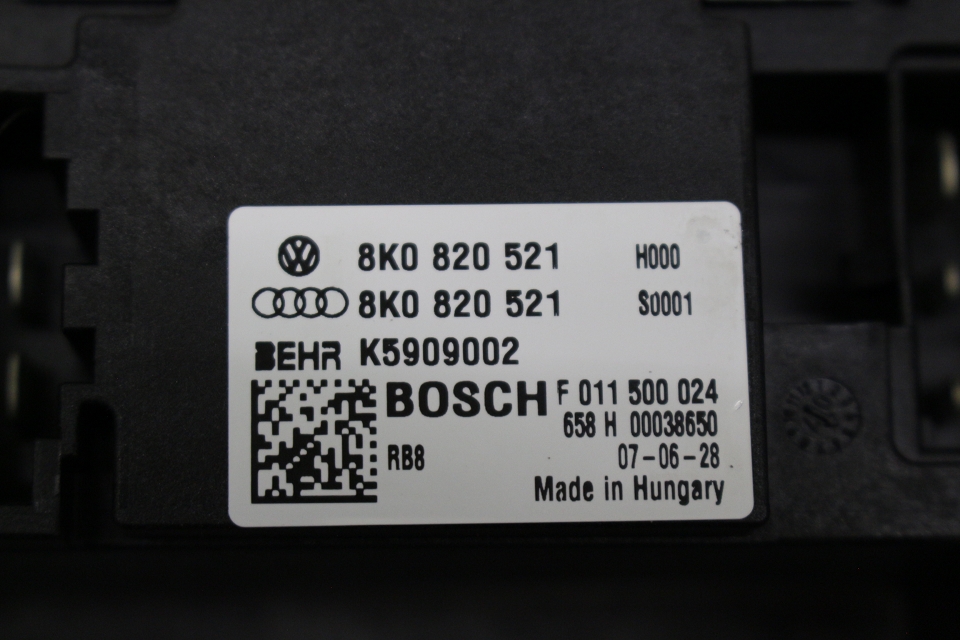 8K0 820 521 H000
8K0 820 521 S0001
BEHR K5909002
BOSCH F 011 500 024
658 H 00038650
RB8 07-06-28
Made in Hungary